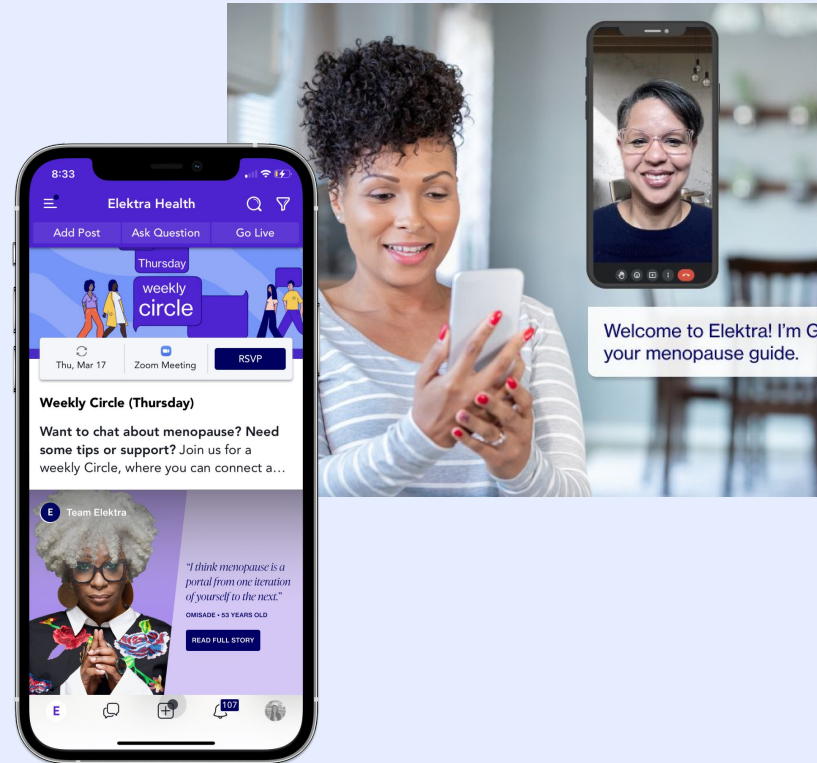 8:33
Elektra Health
Add Post
Ask Question
Go Live
Thursday
weekly
circle
Thu, Mar 17
Zoom Meeting
RSVP
Weekly Circle (Thursday)
Want to chat about menopause? Need
some tips or support? Join us for a
weekly Circle, where you can connect a...
E
Team Elektra
"I think menopause is a
portal from one iteration
of yourself to the next."
OMISADE • 53 YEARS OLD
READ FULL STORY
E
107
Welcome to Elektra! I'm G
your menopause guide.